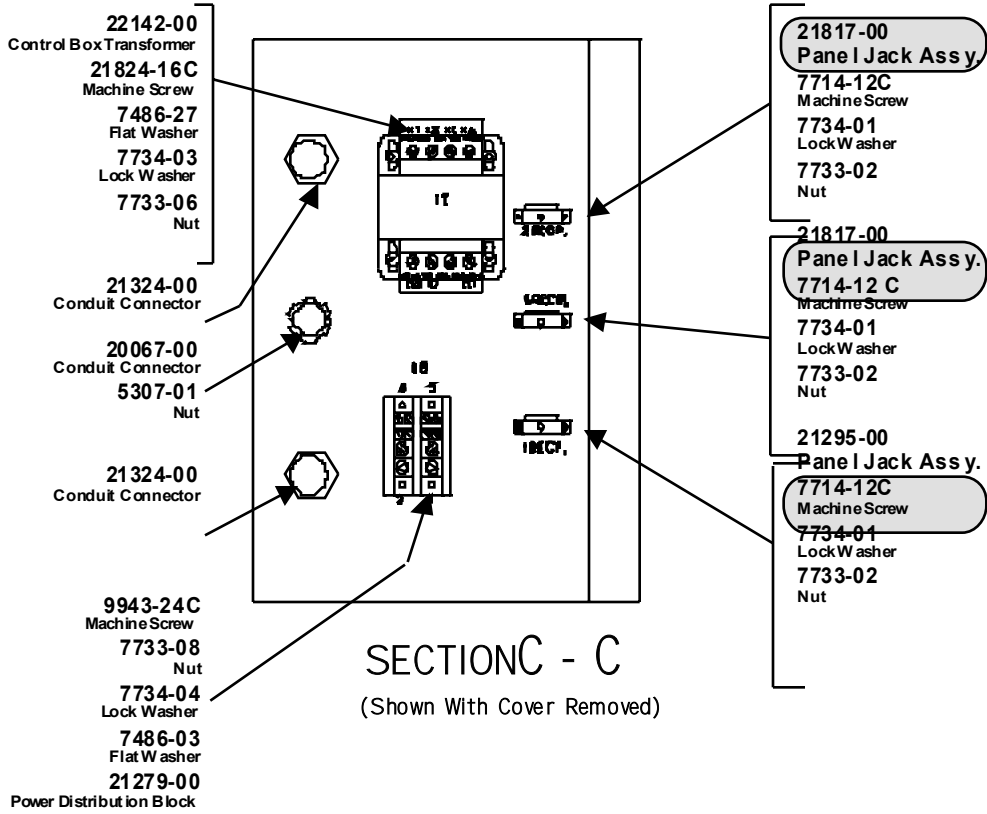 22142-00
Control Box Transformer
21824-16C
Machine Screw
7486-27
Flat Washer
7734-03
Lock Washer
7733-06
Nut
21324-00
Conduit Connector
20067-00
Conduit Connector
5307-01
Nut
21324-00
Conduit Connector
9943-24C
Machine Screw
7733-08
Nut
7734-04
Lock Washer
7486-03
Flat Washer
21279-00
Power Distribution Block
1T
2RECP.
1RECP.
SECTION C - C
(Shown With Cover Removed)
21817-00
Panel Jack Assy.
7714-12C
Machine Screw
7734-01
Lock Washer
7733-02
Nut
21817-00
Panel Jack Assy.
7714-12 C
Machine Screw
7734-01
Lock Washer
7733-02
Nut
21295-00
Panel Jack Assy.
7714-12C
Machine Screw
7734-01
Lock Washer
7733-02
Nut